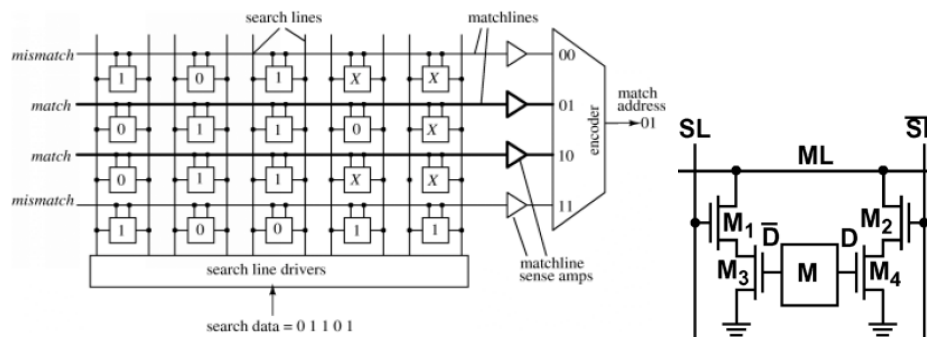 search lines
matchlines
mismatch
1 0 1 X X
00
match
0 1 1 0 X
01
match
address
01
encoder
match
0 1 1 X X
10
mismatch
1 0 0 1 1
11
search line drivers
matchline
sense amps
search data = 0 1 1 0 1
SL
ML
M₁
M₂
D̅
D
M₃
M
M₄